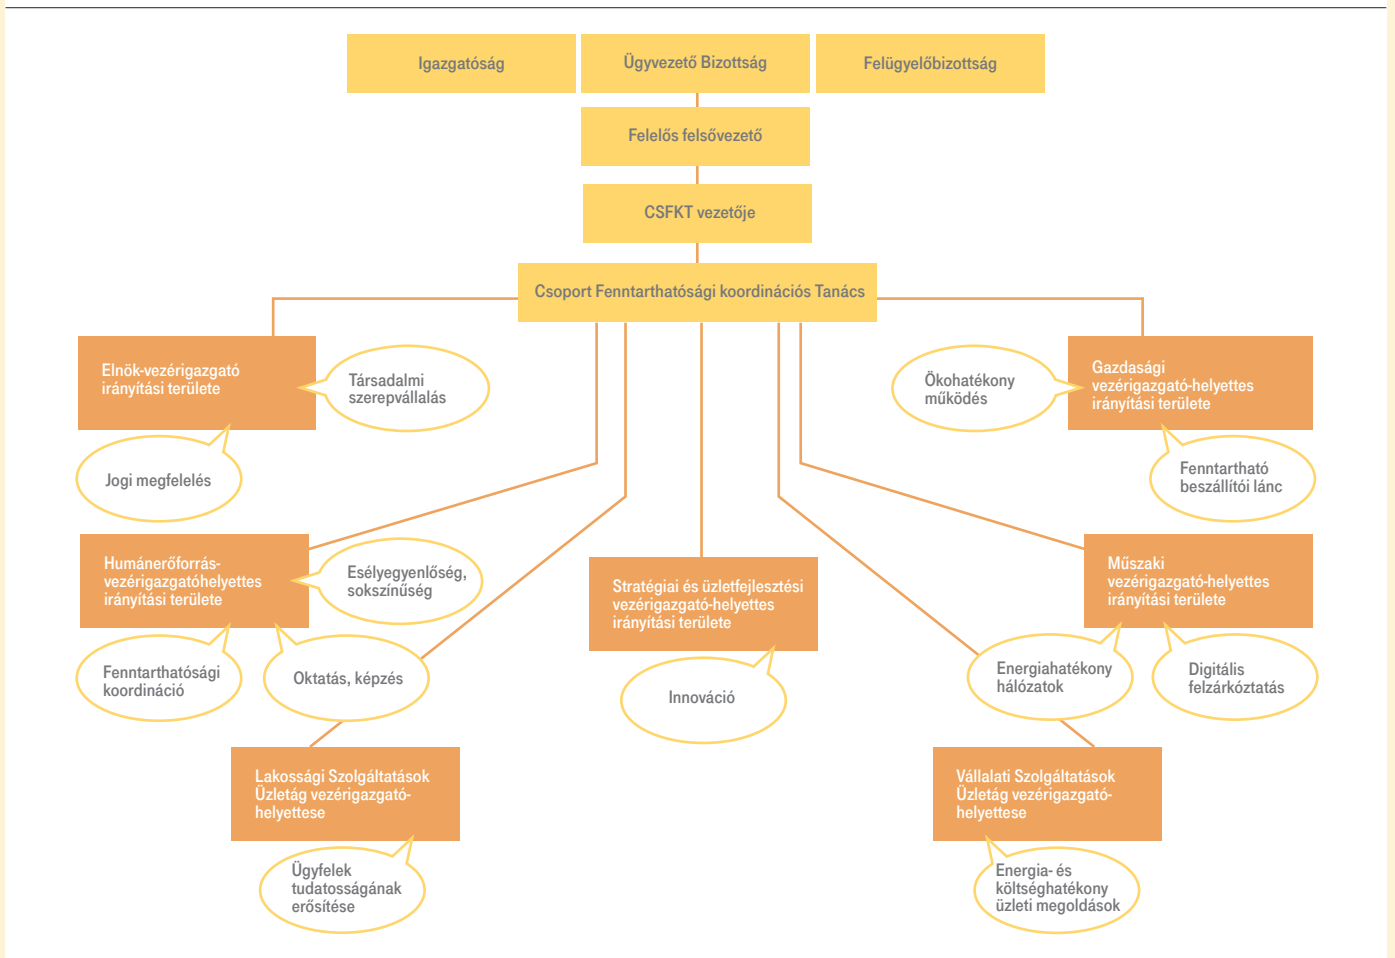 Igazgatóság
Ügyvezető Bizottság
Felügyelőbizottság
Felelős felsővezető
CSFKT vezetője
Csoport Fenntarthatósági koordinációs Tanács
Elnök-vezérigazgató
irányítási területe
Társadalmi
szerepvállalás
Jogi megfelelés
Ökohatékony
működés
Gazdasági
vezérigazgató-helyettes
irányítási területe
Fenntartható
beszállítói lánc
Humánerőforrás-
vezérigazgatóhelyettes
irányítási területe
Esélyegyenlőség,
sokszínűség
Fenntarthatósági
koordináció
Oktatás, képzés
Stratégiai és üzletfejlesztési
vezérigazgató-helyettes
irányítási területe
Innováció
Műszaki
vezérigazgató-helyettes
irányítási területe
Energiahatékony
hálózatok
Digitális
felzárkóztatás
Lakossági Szolgáltatások
Üzletág vezérigazgató-
helyettese
Ügyfelek
tudatosságának
erősítése
Vállalati Szolgáltatások
Üzletág vezérigazgató-
helyettese
Energia- és
költséghatékony
üzleti megoldások